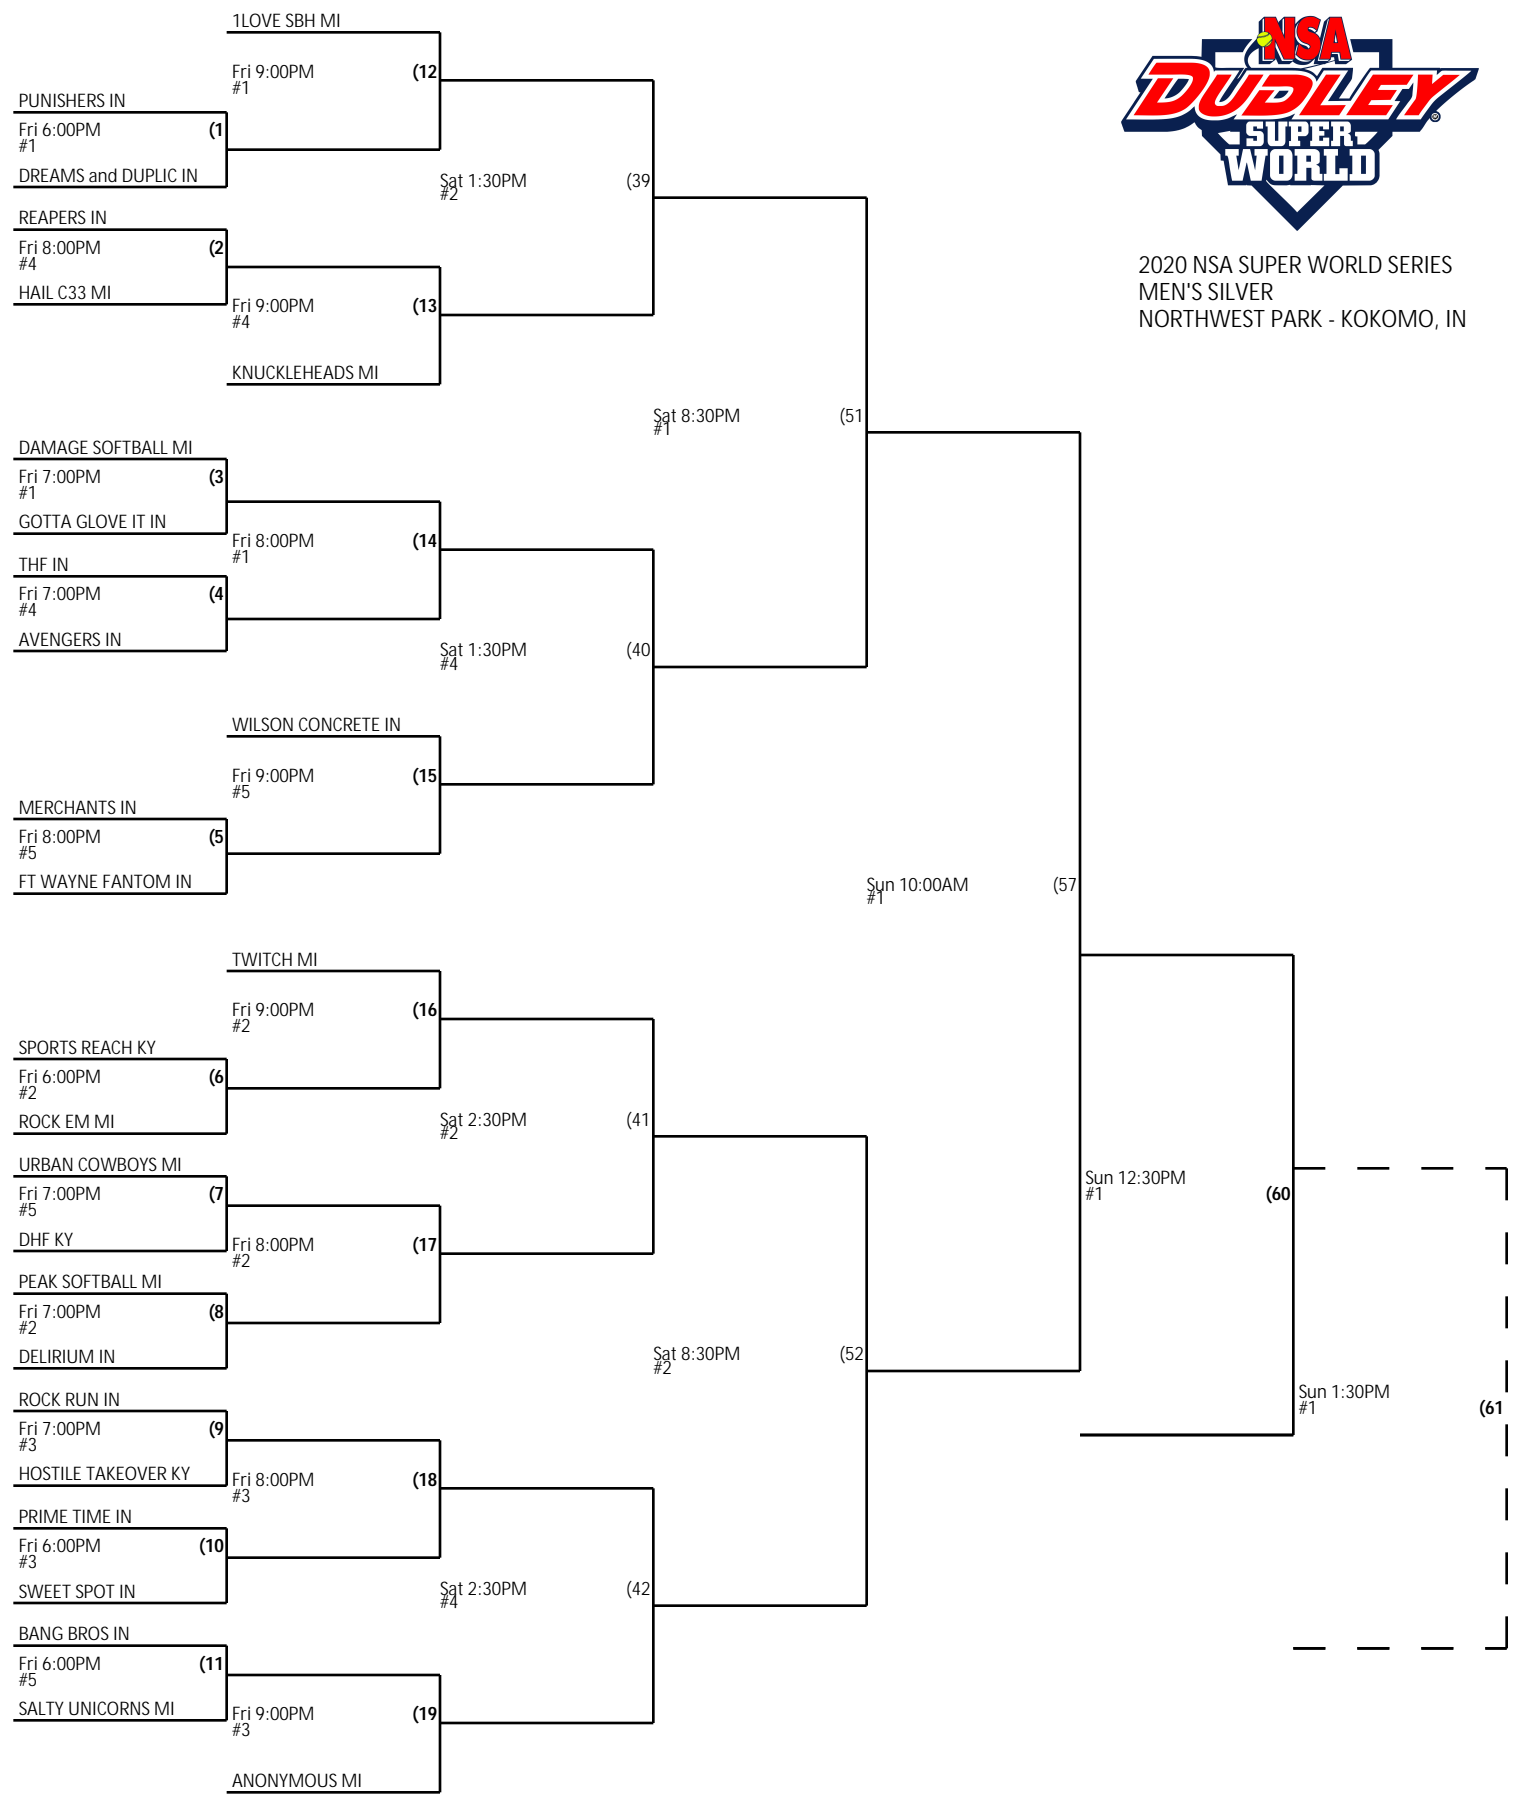 1LOVE SBH MI
Fri 9:00PM (12
#1
PUNISHERS IN
Fri 6:00PM (1
#1
DREAMS and DUPLIC IN
Sat 1:30PM (39
#2
REAPERS IN
Fri 8:00PM (2
#4
HAIL C33 MI
Fri 9:00PM (13
#4
KNUCKLEHEADS MI
Sat 8:30PM (51
#1
DAMAGE SOFTBALL MI
Fri 7:00PM (3
#1
GOTTA GLOVE IT IN
Fri 8:00PM (14
#1
THF IN
Fri 7:00PM (4
#4
AVENGERS IN
Sat 1:30PM (40
#4
WILSON CONCRETE IN
Fri 9:00PM (15
#5
MERCHANTS IN
Fri 8:00PM (5
#5
FT WAYNE FANTOM IN
Sun 10:00AM (57
#1
TWITCH MI
Fri 9:00PM (16
#2
SPORTS REACH KY
Fri 6:00PM (6
#2
ROCK EM MI
Sat 2:30PM (41
#2
URBAN COWBOYS MI
Fri 7:00PM (7
#5
DHF KY
Fri 8:00PM (17
#2
PEAK SOFTBALL MI
Fri 7:00PM (8
#2
DELIRIUM IN
Sat 8:30PM (52
#2
ROCK RUN IN
Fri 7:00PM (9
#3
HOSTILE TAKEOVER KY
Fri 8:00PM (18
#3
PRIME TIME IN
Fri 6:00PM (10
#3
SWEET SPOT IN
Sat 2:30PM (42
#4
BANG BROS IN
Fri 6:00PM (11
#5
SALTY UNICORNS MI
Fri 9:00PM (19
#3
ANONYMOUS MI
Sun 12:30PM (60
#1
Sun 1:30PM (61
#1
NSA
DUDLEY®
SUPER
WORLD
2020 NSA SUPER WORLD SERIES
MEN'S SILVER
NORTHWEST PARK - KOKOMO, IN